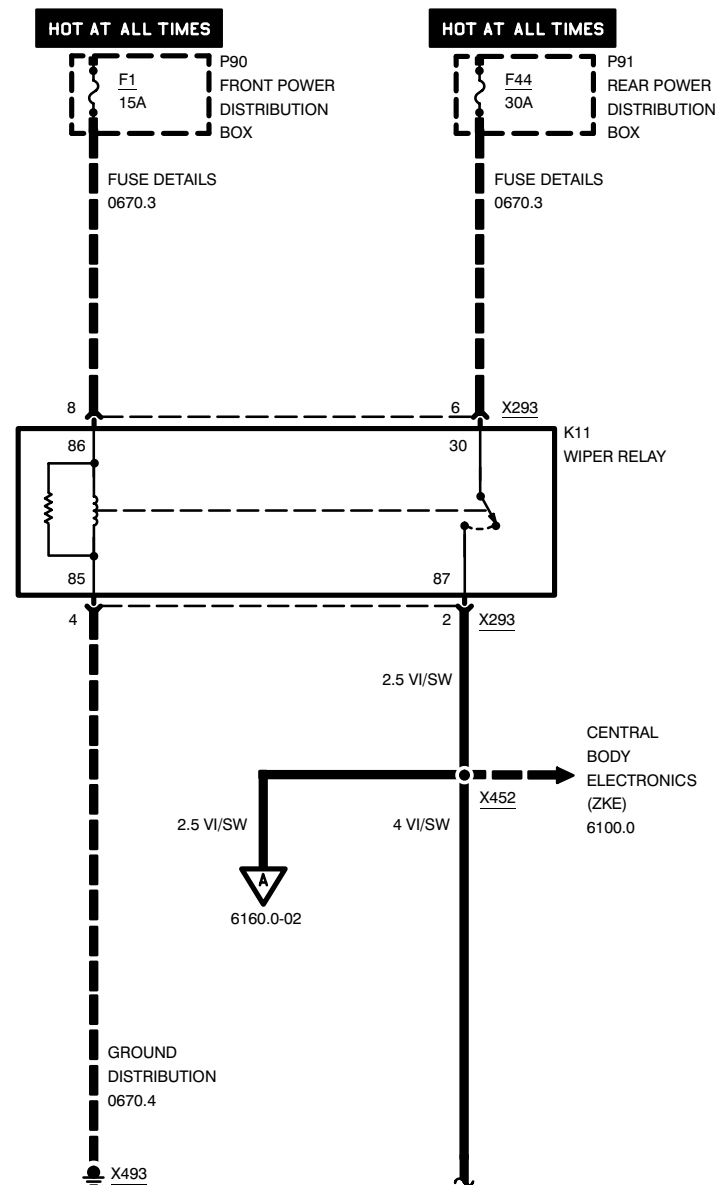 HOT AT ALL TIMES
HOT AT ALL TIMES
F1
15A
P90
FRONT POWER
DISTRIBUTION
BOX
F44
30A
P91
REAR POWER
DISTRIBUTION
BOX
FUSE DETAILS
0670.3
FUSE DETAILS
0670.3
8
6
X293
86
30
K11
WIPER RELAY
85
87
4
2
X293
2.5 VI/SW
CENTRAL
BODY
ELECTRONICS
(ZKE)
6100.0
X452
2.5 VI/SW
4 VI/SW
A
6160.0-02
GROUND
DISTRIBUTION
0670.4
X493